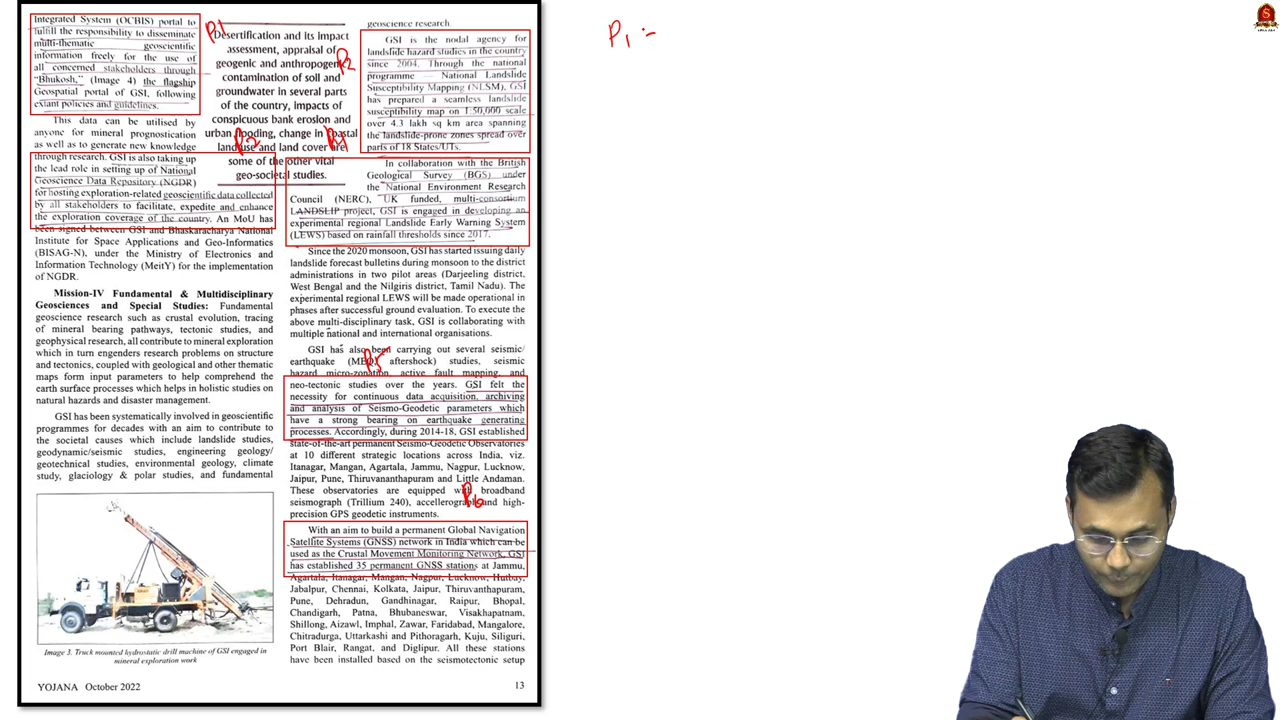 Integrated System (OCBIS) portal to
fulfill the responsibility to disseminate
multi-thematic geoscientific
information freely for the use of
all concerned stakeholders through
"Bhukosh," (Image 4) the flagship
Geospatial portal of GSI, following
extant policies and guidelines.
This data can be utilised by
anyone for mineral prognostication
as well as to generate new knowledge
through research. GSI is also taking up
the lead role in setting up of National
Geoscience Data Repository (NGDR)
for hosting exploration-related geoscientific data collected
by all stakeholders to facilitate, expedite and enhance
the exploration coverage of the country. An MoU has
been signed between GSI and Bhaskaracharya National
Institute for Space Applications and Geo-Informatics
(BISAG-N), under the Ministry of Electronics and
Information Technology (MeitY) for the implementation
of NGDR.
Mission-IV Fundamental & Multidisciplinary
Geosciences and Special Studies: Fundamental
geoscience research such as crustal evolution, tracing
of mineral bearing pathways, tectonic studies, and
geophysical research, all contribute to mineral exploration
which in turn engenders research problems on structure
and tectonics, coupled with geological and other thematic
maps form input parameters to help comprehend the
earth surface processes which helps in holistic studies on
natural hazards and disaster management.
GSI has been systematically involved in geoscientific
programmes for decades with an aim to contribute to
the societal causes which include landslide studies,
geodynamic/seismic studies, engineering geology/
geotechnical studies, environmental geology, climate
study, glaciology & polar studies, and fundamental
Image 3. Truck mounted hydrostatic drill machine of GSI engaged in
mineral exploration work
YOJANA October 2022
P1
Desertification and its impact
assessment, appraisal of
geogenic and anthropogenic
contamination of soil and
groundwater in several parts
of the country, impacts of
conspicuous bank erosion and
urban flooding, change in coastal
land use and land cover are
some of the other vital
geo-societal studies.
P2
P2
geoscience research.
GSI is the nodal agency for
landslide hazard studies in the country
since 2004. Through the national
programme – National Landslide
Susceptibility Mapping (NLSM), GSI
has prepared a seamless landslide
susceptibility map on 1:50,000 scale
over 4.3 lakh sq km area spanning
the landslide-prone zones spread over
parts of 18 States/UTs.
In collaboration with the British
Geological Survey (BGS) under
the National Environment Research
Council (NERC), UK funded, multi-consortium
LANDSLIP project, GSI is engaged in developing an
experimental regional Landslide Early Warning System
(LEWS) based on rainfall thresholds since 2017.
Since the 2020 monsoon, GSI has started issuing daily
landslide forecast bulletins during monsoon to the district
administrations in two pilot areas (Darjeeling district,
West Bengal and the Nilgiris district, Tamil Nadu). The
experimental regional LEWS will be made operational in
phases after successful ground evaluation. To execute the
above multi-disciplinary task, GSI is collaborating with
multiple national and international organisations.
GSI has also been carrying out several seismic/
earthquake aftershock) studies, seismic
hazard micro-zonation, active fault mapping, and
neo-tectonic studies over the years. GSI felt the
necessity for continuous data acquisition, archiving
and analysis of Seismo-Geodetic parameters which
have a strong bearing on earthquake generating
processes. Accordingly, during 2014-18, GSI established
state-of-the-art permanent Seismo-Geodetic Observatories
at 10 different strategic locations across India, viz.
Itanagar, Mangan, Agartala, Jammu, Nagpur, Lucknow,
Jaipur, Pune, Thiruvananthapuram and Little Andaman.
These observatories are equipped with broadband
seismograph (Trillium 240), accellerograph and high-
precision GPS geodetic instruments.
P5
P6
With an aim to build a permanent Global Navigation
Satellite Systems (GNSS) network in India which can be
used as the Crustal Movement Monitoring Network, GSI
has established 35 permanent GNSS stations at Jammu,
Agartala, Itanagar, Mangan, Nagpur, Lucknow, Hutbay,
Jabalpur, Chennai, Kolkata, Jaipur, Thiruvanthapuram,
Pune, Dehradun, Gandhinagar, Raipur, Bhopal,
Chandigarh, Patna, Bhubaneswar, Visakhapatnam,
Shillong, Aizawl, Imphal, Zawar, Faridabad, Mangalore,
Chitradurga, Uttarkashi and Pithoragarh, Kuju, Siliguri,
Port Blair, Rangat, and Diglipur. All these stations
have been installed based on the seismotectonic setup
13
P1 :-